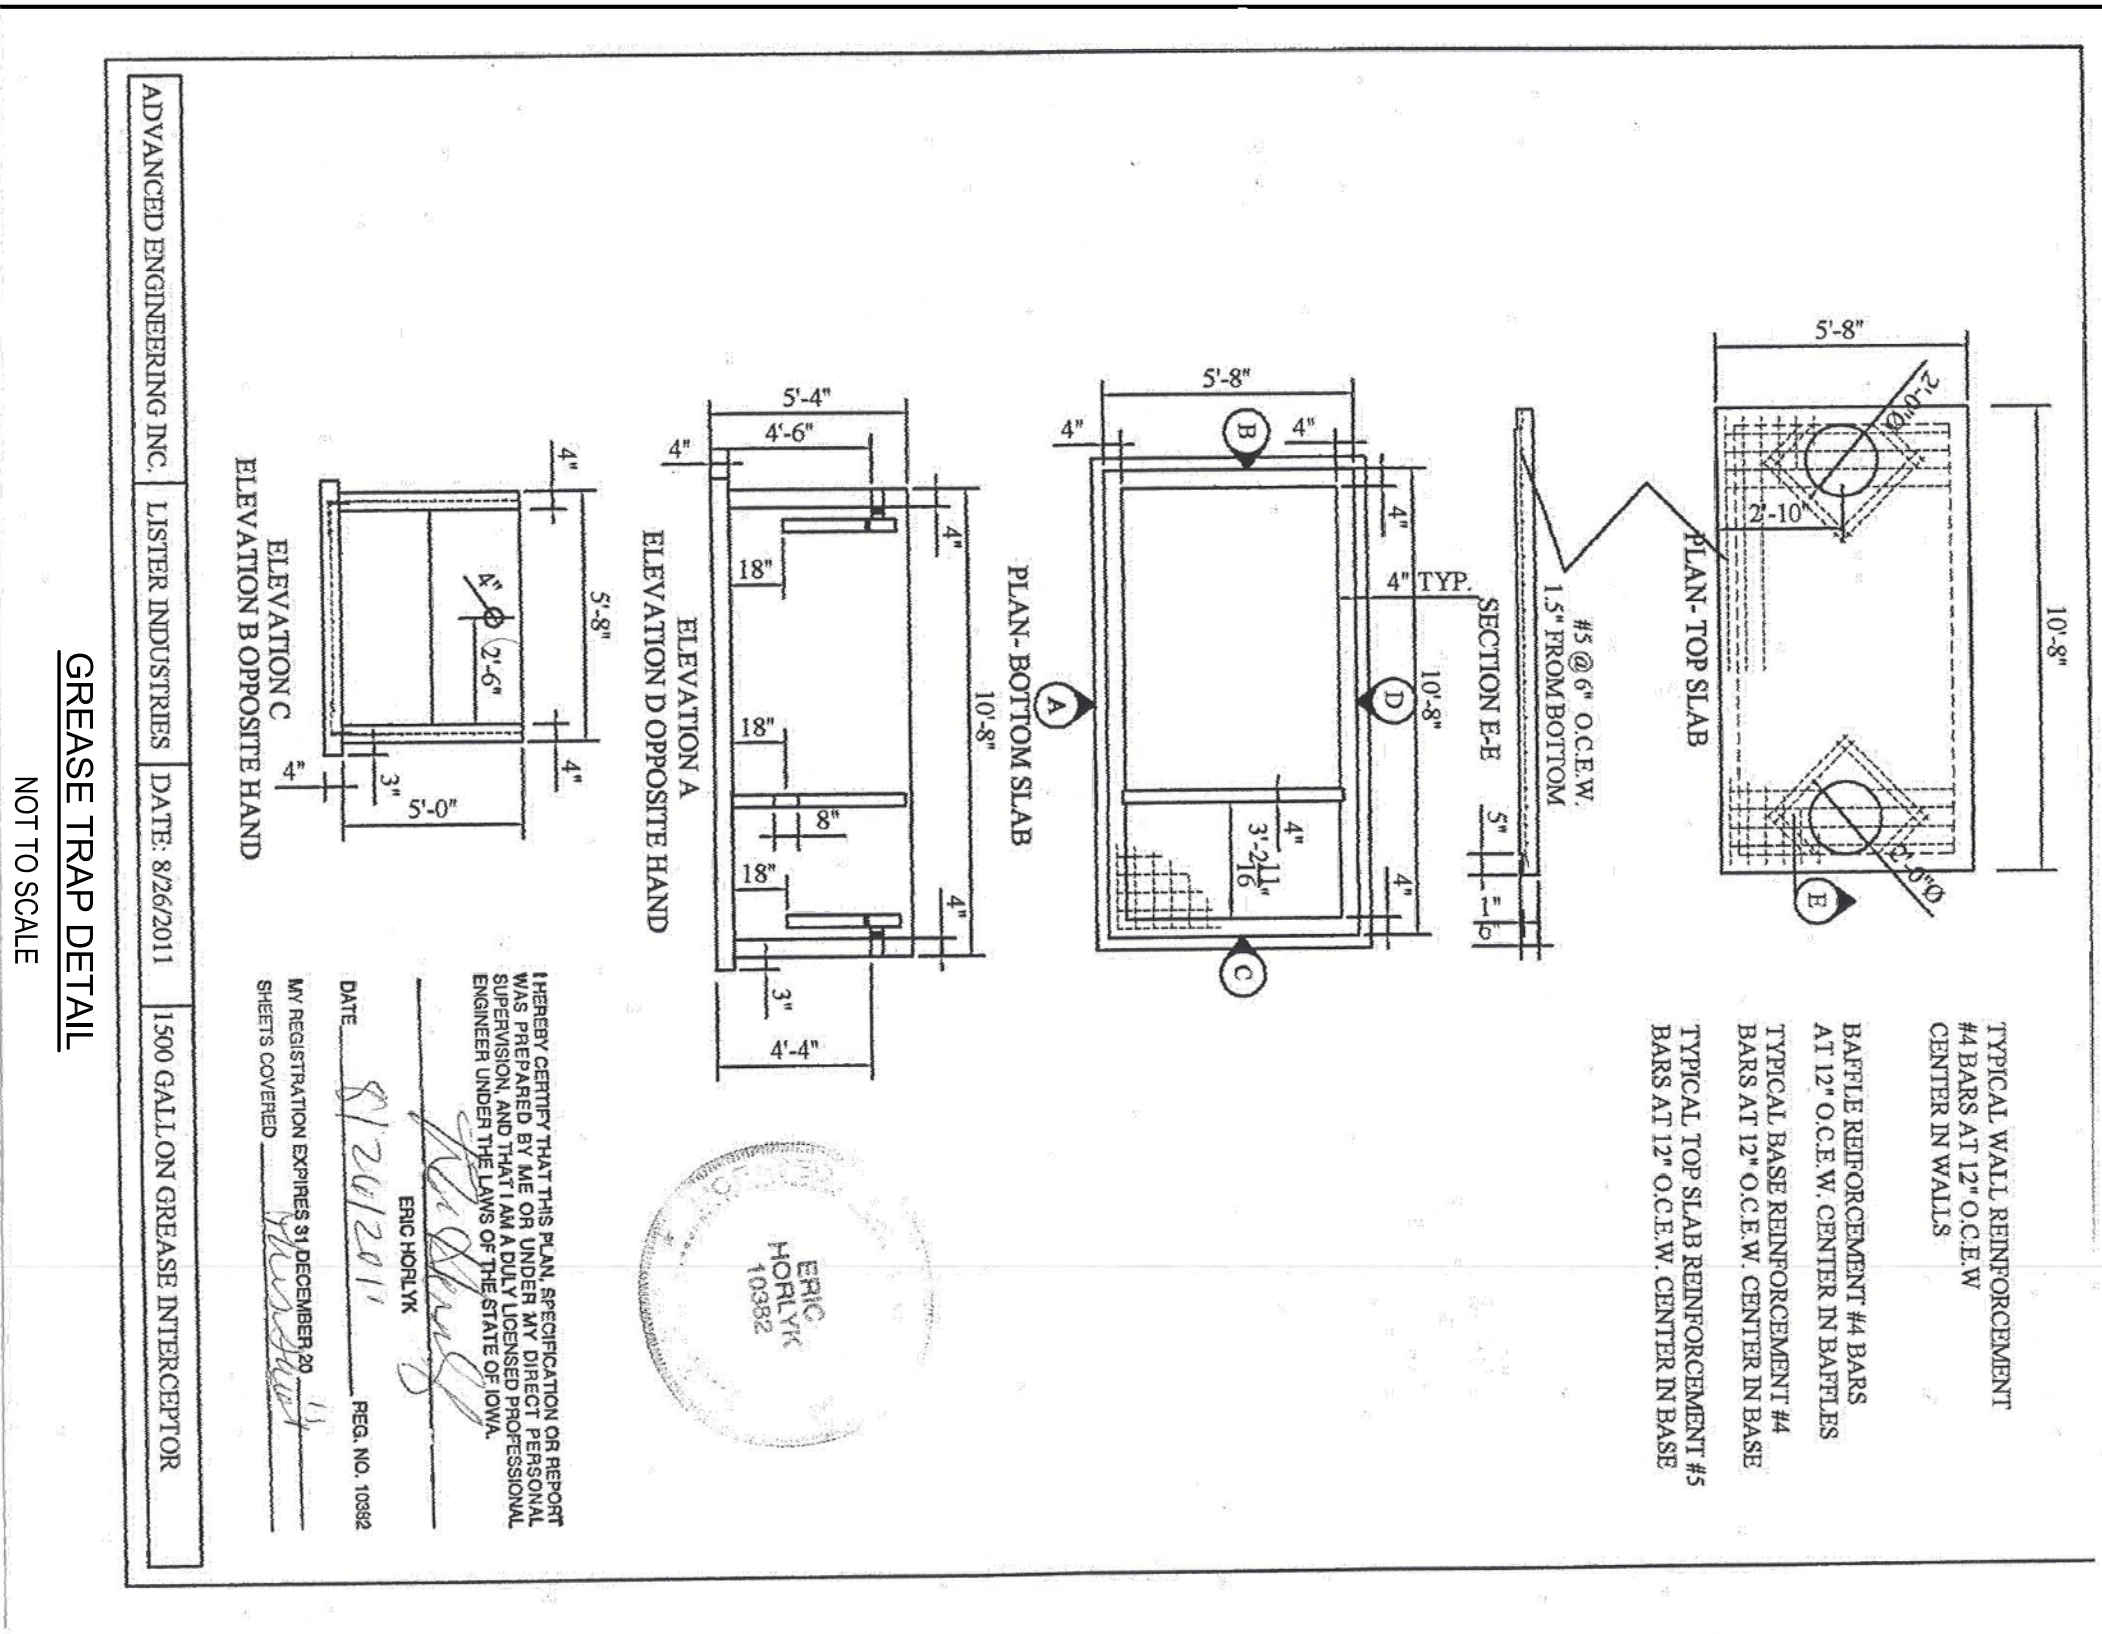 10'-8"
5'-8"
2'-0"Ø
2'-10"
2'-0"Ø
E
PLAN- TOP SLAB
#5 @ 6" O.C.E.W.
1.5" FROM BOTTOM
5"
1"
SECTION E-E
4" TYP.
10'-8"
5'-8"
4"
4"
4"
4"
4"
3'-2 11/16"
A
B
C
D
PLAN- BOTTOM SLAB
10'-8"
5'-4"
4'-6"
4"
4"
4"
18"
18"
18"
8"
3"
4'-4"
ELEVATION A
ELEVATION D OPPOSITE HAND
5'-8"
4"
4"
4"Ø
2'-6"
3"
4"
5'-0"
ELEVATION C
ELEVATION B OPPOSITE HAND
TYPICAL WALL REINFORCEMENT
#4 BARS AT 12" O.C.E.W
CENTER IN WALLS
BAFFLE REIFORCEMENT #4 BARS
AT 12" O.C.E.W. CENTER IN BAFFLES
TYPICAL BASE REINFORCEMENT #4
BARS AT 12" O.C.E.W. CENTER IN BASE
TYPICAL TOP SLAB REINFORCEMENT #5
BARS AT 12" O.C.E.W. CENTER IN BASE
ERIC
HORLYK
10382
I HEREBY CERTIFY THAT THIS PLAN, SPECIFICATION OR REPORT
WAS PREPARED BY ME OR UNDER MY DIRECT PERSONAL
SUPERVISION, AND THAT I AM A DULY LICENSED PROFESSIONAL
ENGINEER UNDER THE LAWS OF THE STATE OF IOWA.
ERIC HORLYK
DATE 8/26/2011 REG. NO. 10382
MY REGISTRATION EXPIRES 31 DECEMBER, 20
SHEETS COVERED
ADVANCED ENGINEERING INC. LISTER INDUSTRIES DATE: 8/26/2011 1500 GALLON GREASE INTERCEPTOR
GREASE TRAP DETAIL
NOT TO SCALE